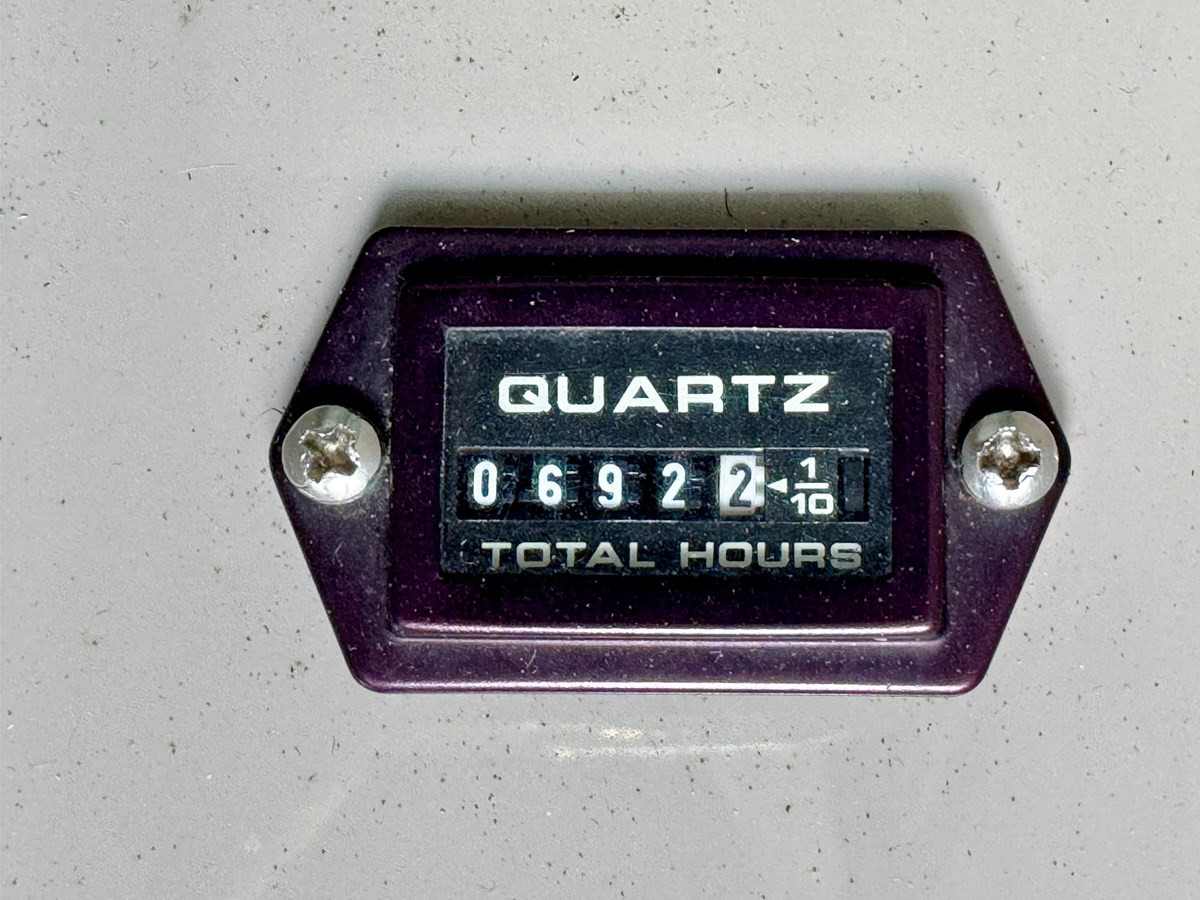 QUARTZ
06922 ◄ 1/10
TOTAL HOURS